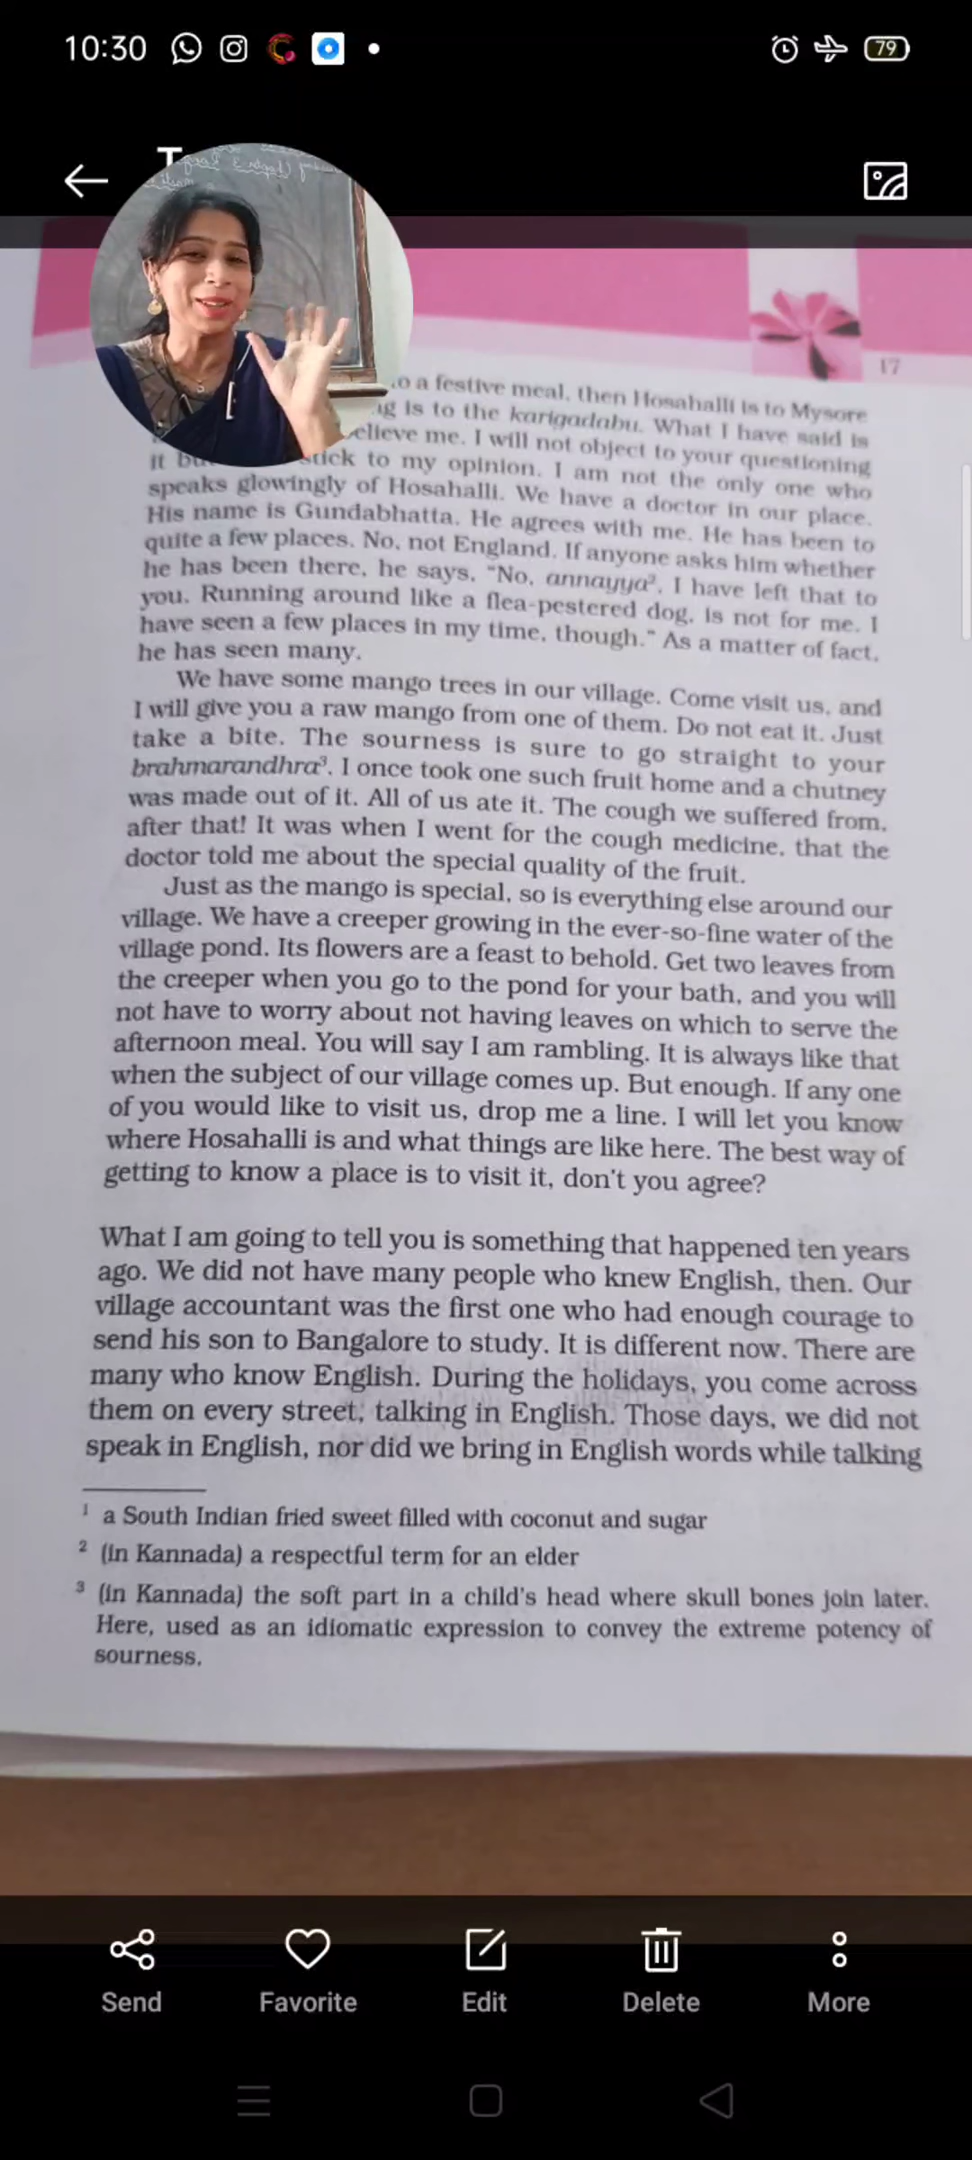 10:30
79
T
17
o a festive meal, then Hosahalli is to Mysore
is to the karigadabu. What I have said is
believe me. I will not object to your questioning
it stick to my opinion. I am not the only one who
speaks glowingly of Hosahalli. We have a doctor in our place.
His name is Gundabhatta. He agrees with me. He has been to
quite a few places. No, not England. If anyone asks him whether
he has been there, he says, "No, annayya², I have left that to
you. Running around like a flea-pestered dog, is not for me. I
have seen a few places in my time, though." As a matter of fact,
he has seen many.
We have some mango trees in our village. Come visit us, and
I will give you a raw mango from one of them. Do not eat it. Just
take a bite. The sourness is sure to go straight to your
brahmarandhra³. I once took one such fruit home and a chutney
was made out of it. All of us ate it. The cough we suffered from,
after that! It was when I went for the cough medicine, that the
doctor told me about the special quality of the fruit.
Just as the mango is special, so is everything else around our
village. We have a creeper growing in the ever-so-fine water of the
village pond. Its flowers are a feast to behold. Get two leaves from
the creeper when you go to the pond for your bath, and you will
not have to worry about not having leaves on which to serve the
afternoon meal. You will say I am rambling. It is always like that
when the subject of our village comes up. But enough. If any one
of you would like to visit us, drop me a line. I will let you know
where Hosahalli is and what things are like here. The best way of
getting to know a place is to visit it, don't you agree?
What I am going to tell you is something that happened ten years
ago. We did not have many people who knew English, then. Our
village accountant was the first one who had enough courage to
send his son to Bangalore to study. It is different now. There are
many who know English. During the holidays, you come across
them on every street, talking in English. Those days, we did not
speak in English, nor did we bring in English words while talking
¹ a South Indian fried sweet filled with coconut and sugar
² (in Kannada) a respectful term for an elder
³ (in Kannada) the soft part in a child's head where skull bones join later.
Here, used as an idiomatic expression to convey the extreme potency of
sourness.
Send Favorite Edit Delete More